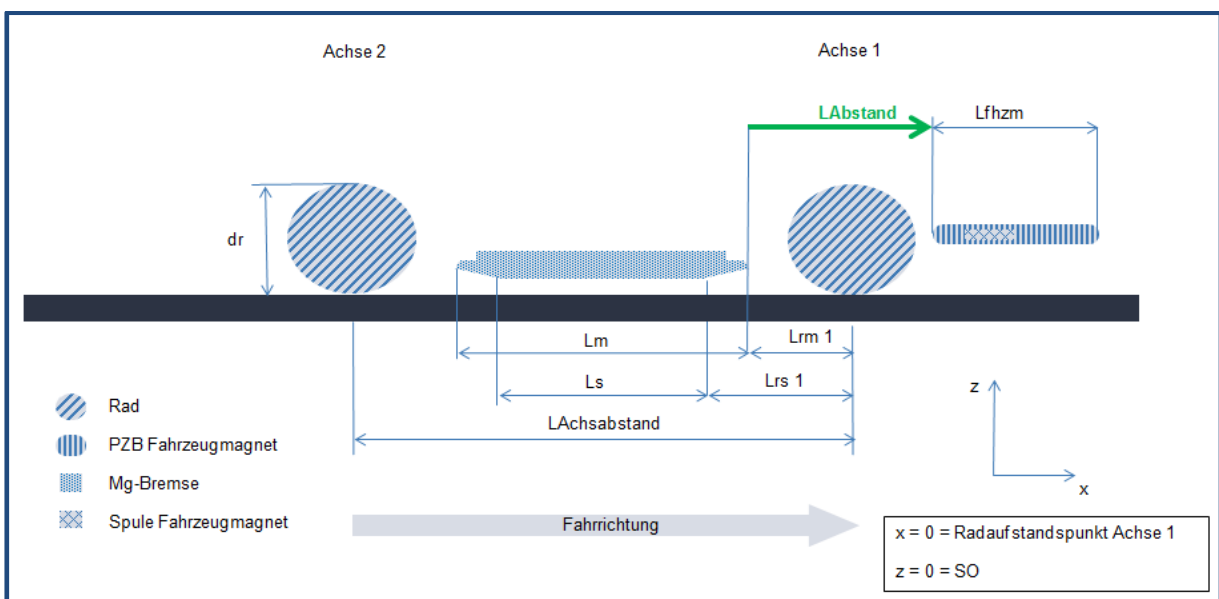 Achse 2
Achse 1
LAbstand
Lfhzm
dr
Lm
Lrm 1
Ls
Lrs 1
LAchsabstand
z
x
Rad
PZB Fahrzeugmagnet
Mg-Bremse
Spule Fahrzeugmagnet
Fahrrichtung
x = 0 = Radaufstandspunkt Achse 1
z = 0 = SO